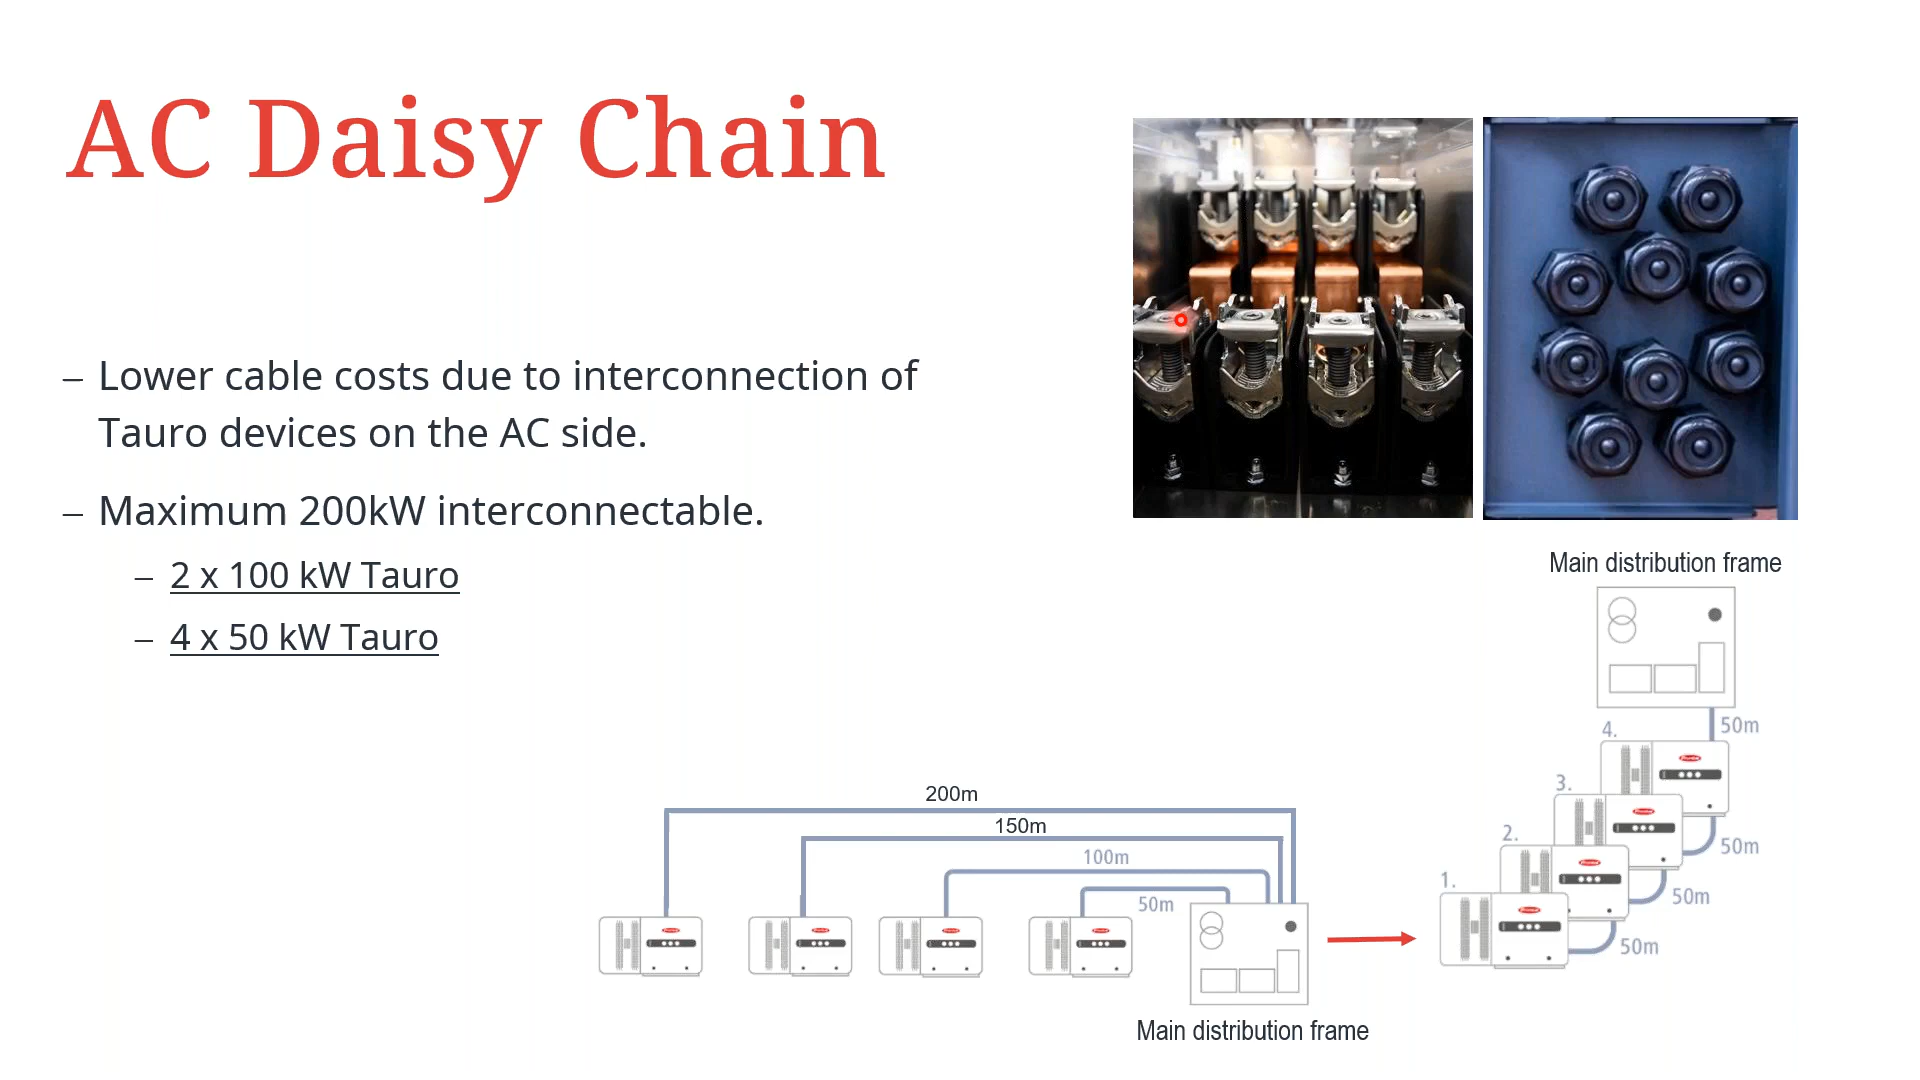 AC Daisy Chain
– Lower cable costs due to interconnection of
Tauro devices on the AC side.
– Maximum 200kW interconnectable.
– 2 x 100 kW Tauro
– 4 x 50 kW Tauro
Main distribution frame
50m
4.
3.
50m
2.
50m
1.
50m
200m
150m
100m
50m
Main distribution frame